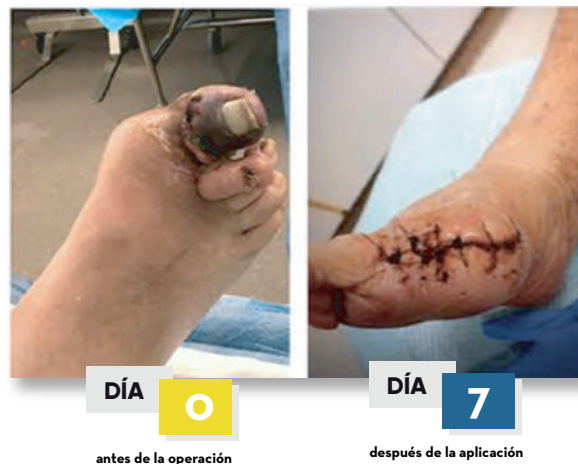 DÍA 0
antes de la operación
DÍA 7
después de la aplicación